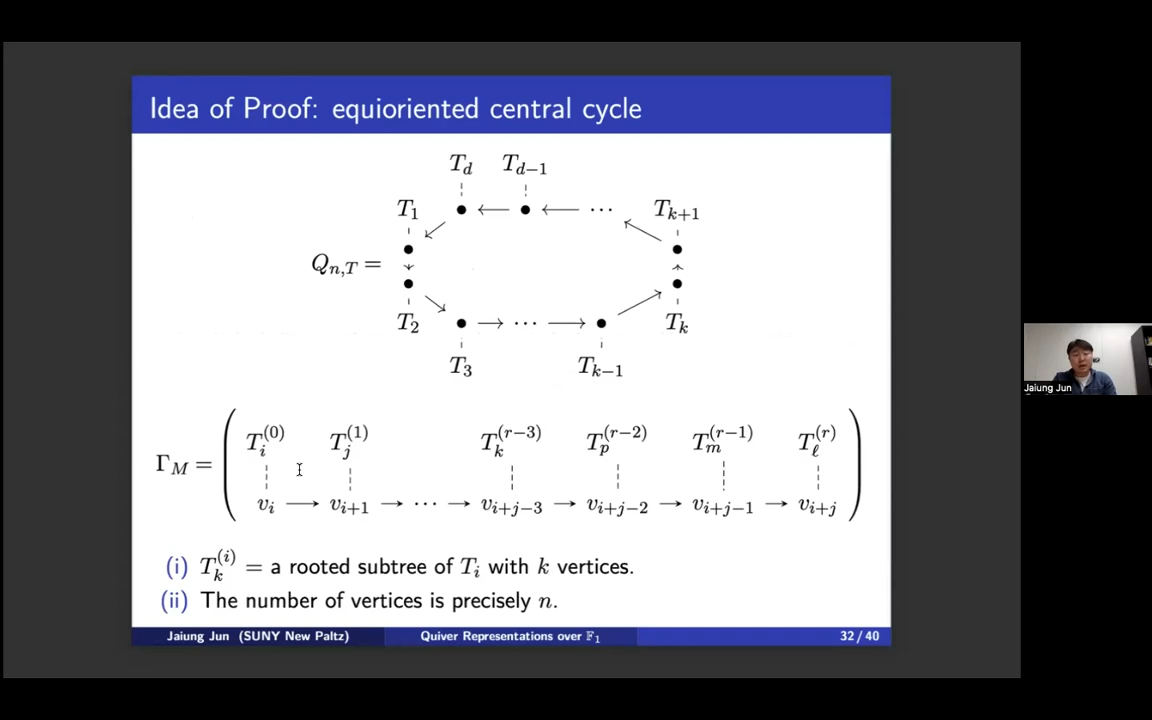 Idea of Proof: equioriented central cycle
T_d T_{d−1}
T_1 T_{k+1}
Q_{n,T} =
T_2 T_k
T_3 T_{k−1}
Γ_M = ( T_i^{(0)} T_j^{(1)} T_k^{(r−3)} T_p^{(r−2)} T_m^{(r−1)} T_ℓ^{(r)} )
v_i → v_{i+1} → ⋯ → v_{i+j−3} → v_{i+j−2} → v_{i+j−1} → v_{i+j}
(i) T_k^{(i)} = a rooted subtree of T_i with k vertices.
(ii) The number of vertices is precisely n.
Jaiung Jun (SUNY New Paltz) Quiver Representations over 𝔽_1 32 / 40
Jaiung Jun